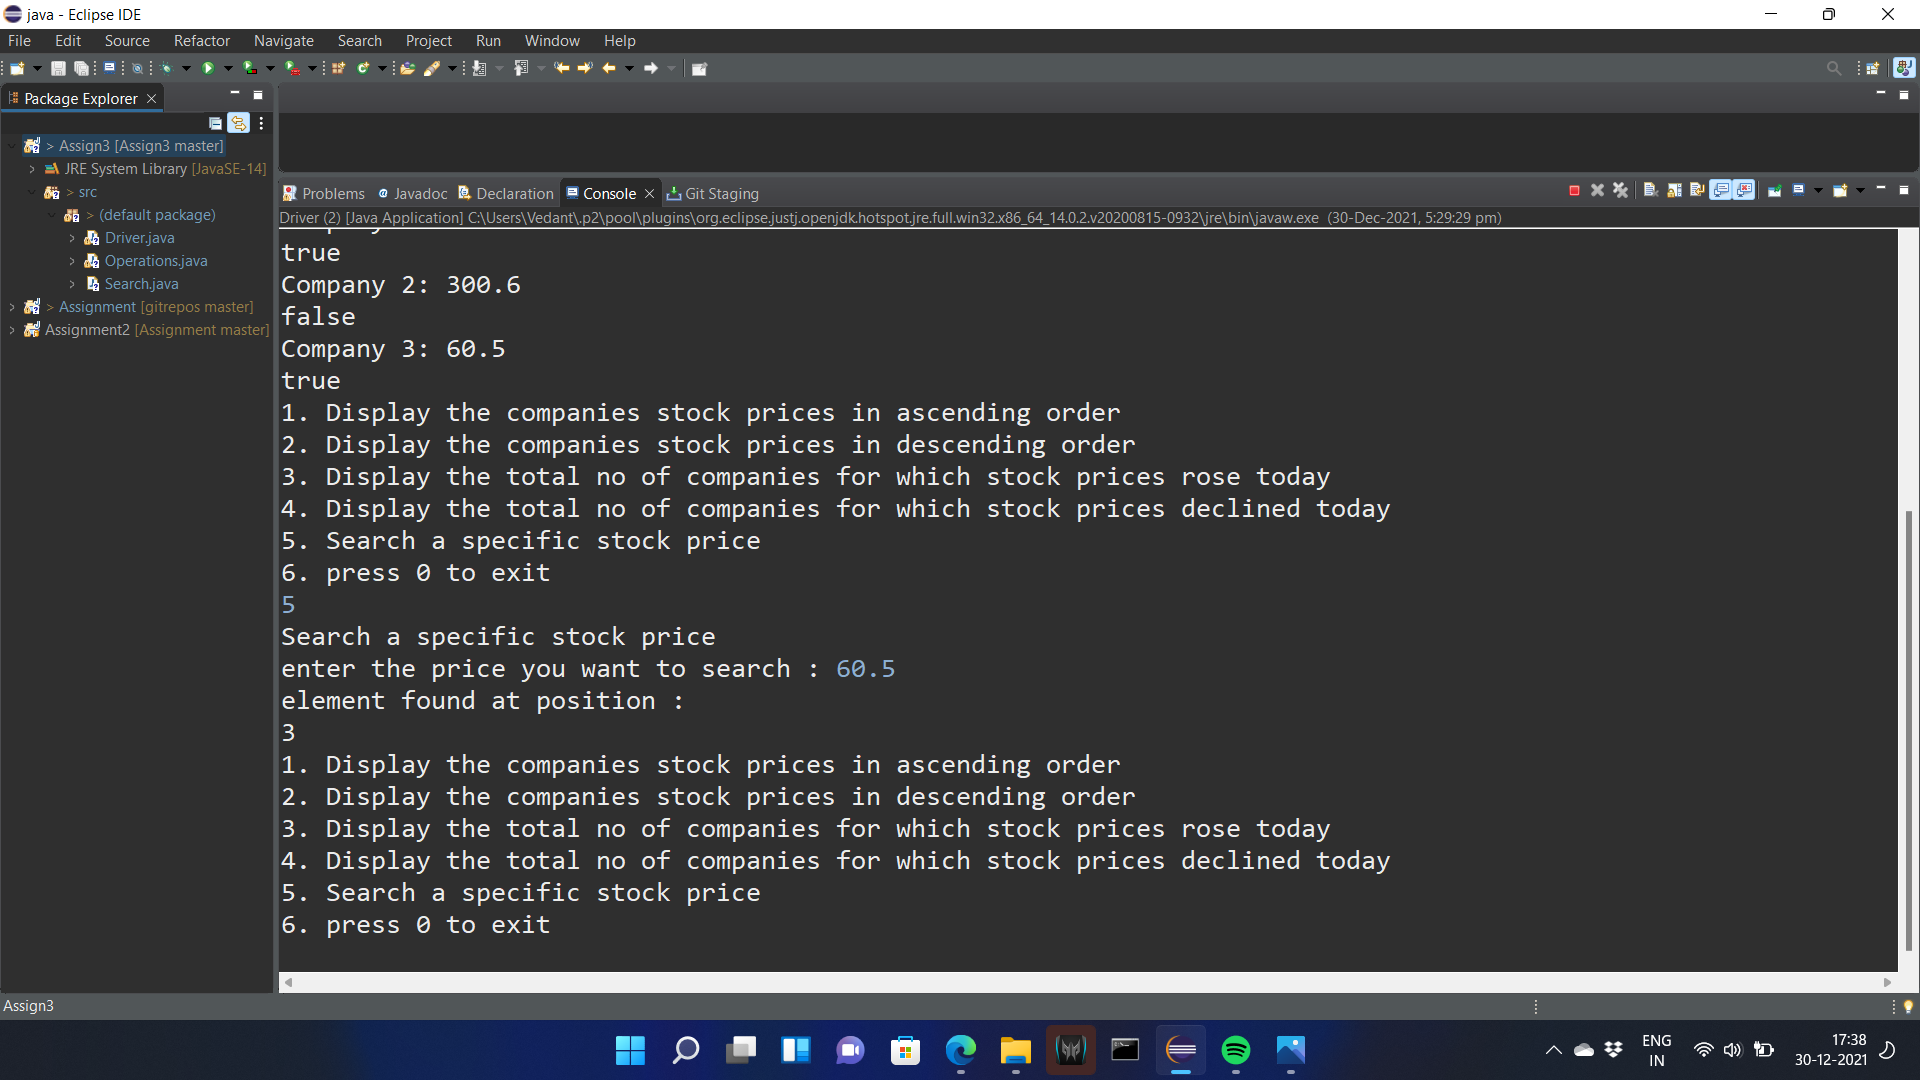 java - Eclipse IDE
File Edit Source Refactor Navigate Search Project Run Window Help
Package Explorer
> Assign3 [Assign3 master]
JRE System Library [JavaSE-14]
> src
> (default package)
Driver.java
Operations.java
Search.java
> Assignment [gitrepos master]
Assignment2 [Assignment master]
Problems Javadoc Declaration Console Git Staging
Driver (2) [Java Application] C:\Users\Vedant\.p2\pool\plugins\org.eclipse.justj.openjdk.hotspot.jre.full.win32.x86_64_14.0.2.v20200815-0932\jre\bin\javaw.exe (30-Dec-2021, 5:29:29 pm)
true
Company 2: 300.6
false
Company 3: 60.5
true
1. Display the companies stock prices in ascending order
2. Display the companies stock prices in descending order
3. Display the total no of companies for which stock prices rose today
4. Display the total no of companies for which stock prices declined today
5. Search a specific stock price
6. press 0 to exit
5
Search a specific stock price
enter the price you want to search : 60.5
element found at position :
3
1. Display the companies stock prices in ascending order
2. Display the companies stock prices in descending order
3. Display the total no of companies for which stock prices rose today
4. Display the total no of companies for which stock prices declined today
5. Search a specific stock price
6. press 0 to exit
Assign3
ENG
IN
17:38
30-12-2021